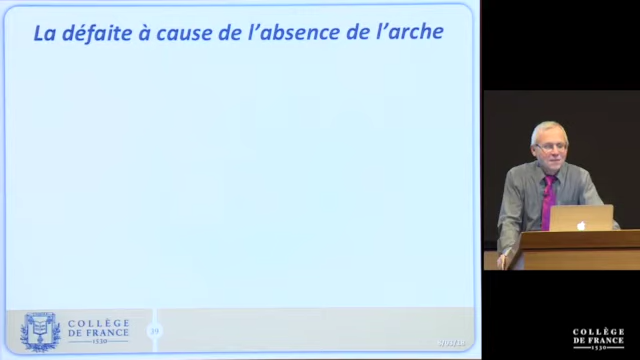 La défaite à cause de l'absence de l'arche
COLLÈGE
DE FRANCE
1530
39
COLLÈGE
DE FRANCE
1530